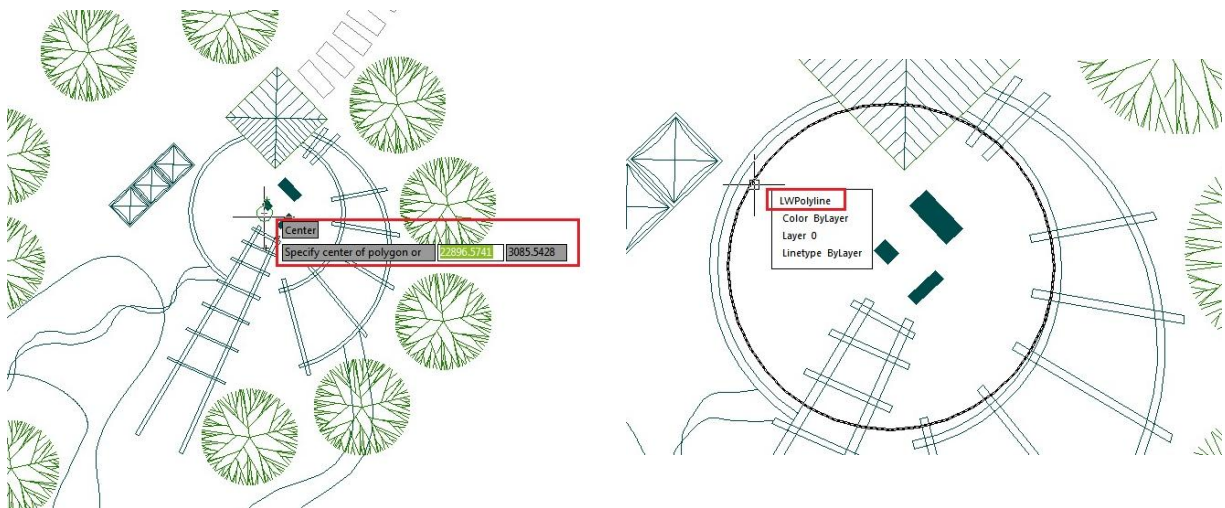 Center
Specify center of polygon or 22896.5741 3085.5428
LWPolyline
Color ByLayer
Layer 0
Linetype ByLayer